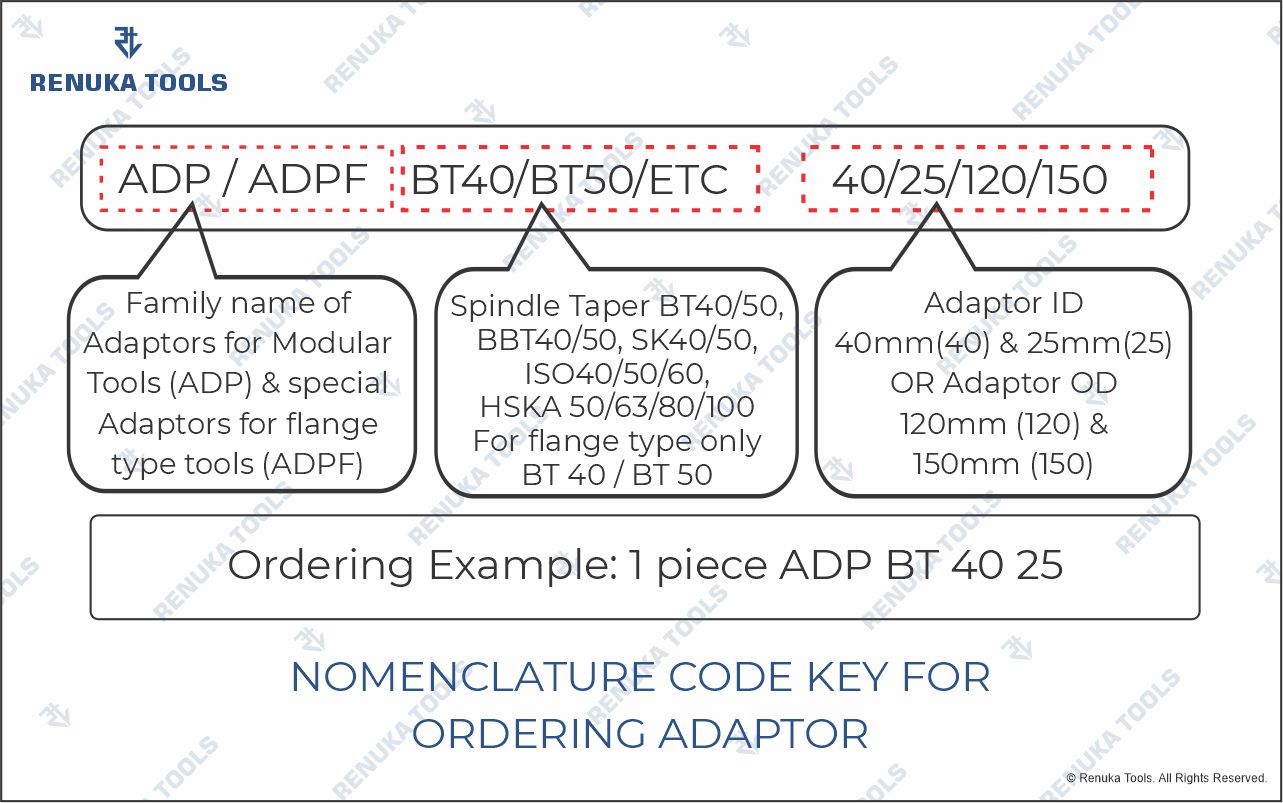 RENUKA TOOLS
ADP / ADPF BT40/BT50/ETC 40/25/120/150
Family name of
Adaptors for Modular
Tools (ADP) & special
Adaptors for flange
type tools (ADPF)
Spindle Taper BT40/50,
BBT40/50, SK40/50,
ISO40/50/60,
HSKA 50/63/80/100
For flange type only
BT 40 / BT 50
Adaptor ID
40mm(40) & 25mm(25)
OR Adaptor OD
120mm (120) &
150mm (150)
Ordering Example: 1 piece ADP BT 40 25
NOMENCLATURE CODE KEY FOR
ORDERING ADAPTOR
© Renuka Tools. All Rights Reserved.